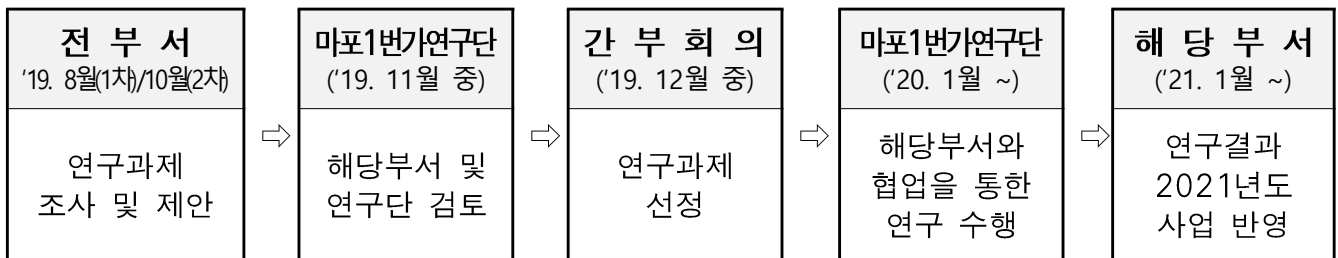 전 부 서
'19. 8월(1차)/10월(2차)
연구과제
조사 및 제안
⇨
마포1번가연구단
('19. 11월 중)
해당부서 및
연구단 검토
⇨
간 부 회 의
('19. 12월 중)
연구과제
선정
⇨
마포1번가연구단
('20. 1월 ~)
해당부서와
협업을 통한
연구 수행
⇨
해 당 부 서
('21. 1월 ~)
연구결과
2021년도
사업 반영